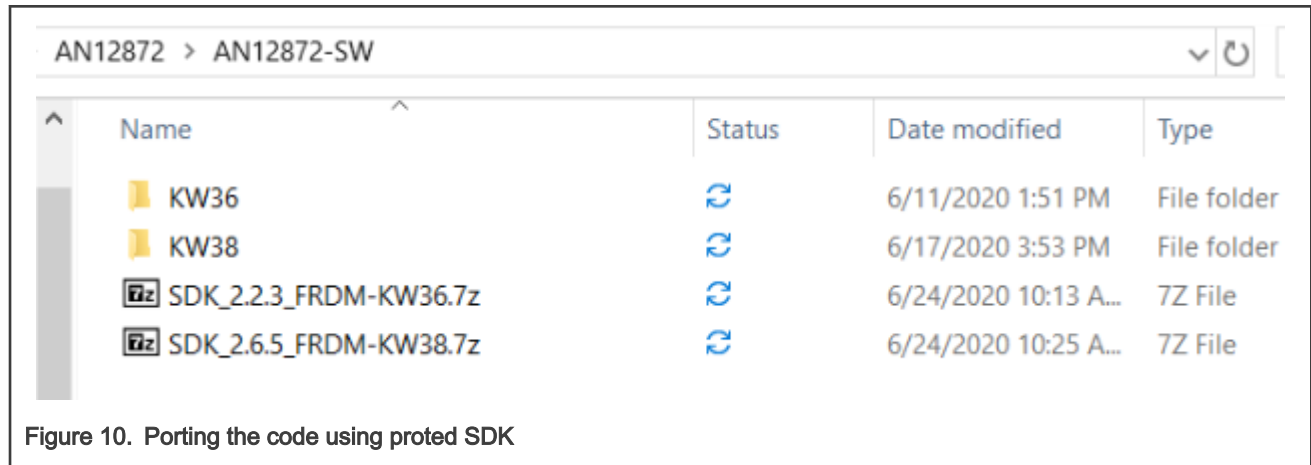 AN12872 > AN12872-SW
Name Status Date modified Type
KW36 6/11/2020 1:51 PM File folder
KW38 6/17/2020 3:53 PM File folder
7z SDK_2.2.3_FRDM-KW36.7z 6/24/2020 10:13 A... 7Z File
7z SDK_2.6.5_FRDM-KW38.7z 6/24/2020 10:25 A... 7Z File
Figure 10. Porting the code using proted SDK